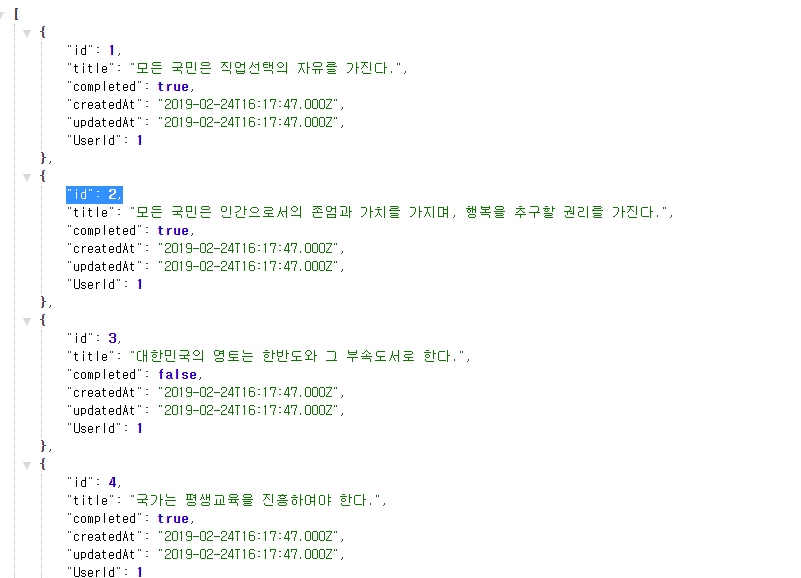 [
{
"id": 1,
"title": "모든 국민은 직업선택의 자유를 가진다.",
"completed": true,
"createdAt": "2019-02-24T16:17:47.000Z",
"updatedAt": "2019-02-24T16:17:47.000Z",
"UserId": 1
},
{
"id": 2,
"title": "모든 국민은 인간으로서의 존엄과 가치를 가지며, 행복을 추구할 권리를 가진다.",
"completed": true,
"createdAt": "2019-02-24T16:17:47.000Z",
"updatedAt": "2019-02-24T16:17:47.000Z",
"UserId": 1
},
{
"id": 3,
"title": "대한민국의 영토는 한반도와 그 부속도서로 한다.",
"completed": false,
"createdAt": "2019-02-24T16:17:47.000Z",
"updatedAt": "2019-02-24T16:17:47.000Z",
"UserId": 1
},
{
"id": 4,
"title": "국가는 평생교육을 진흥하여야 한다.",
"completed": true,
"createdAt": "2019-02-24T16:17:47.000Z",
"updatedAt": "2019-02-24T16:17:47.000Z",
"UserId": 1